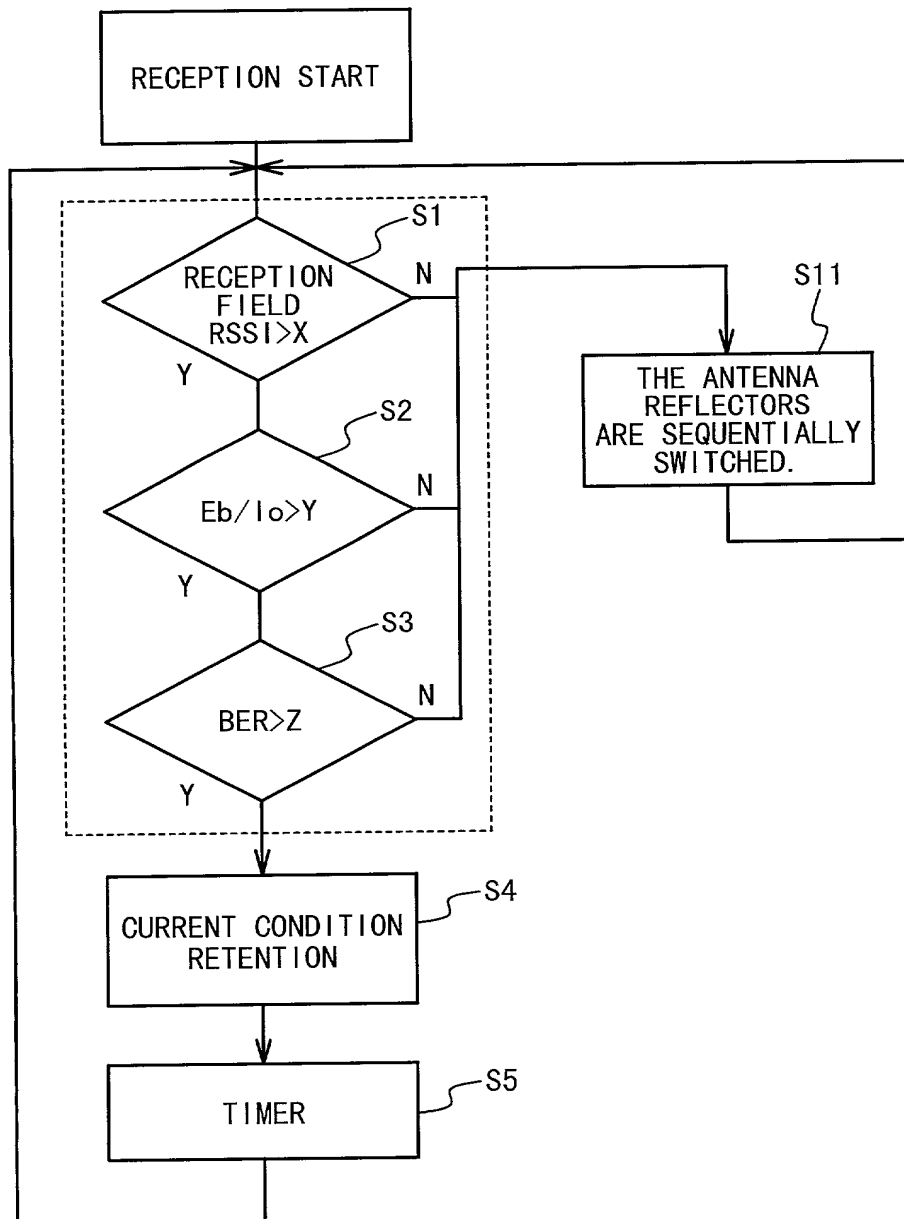 RECEPTION START
S1
RECEPTION
FIELD
RSSI>X
N
Y
S11
THE ANTENNA
REFLECTORS
ARE SEQUENTIALLY
SWITCHED.
S2
Eb/Io>Y
N
Y
S3
BER>Z
N
Y
S4
CURRENT CONDITION
RETENTION
S5
TIMER